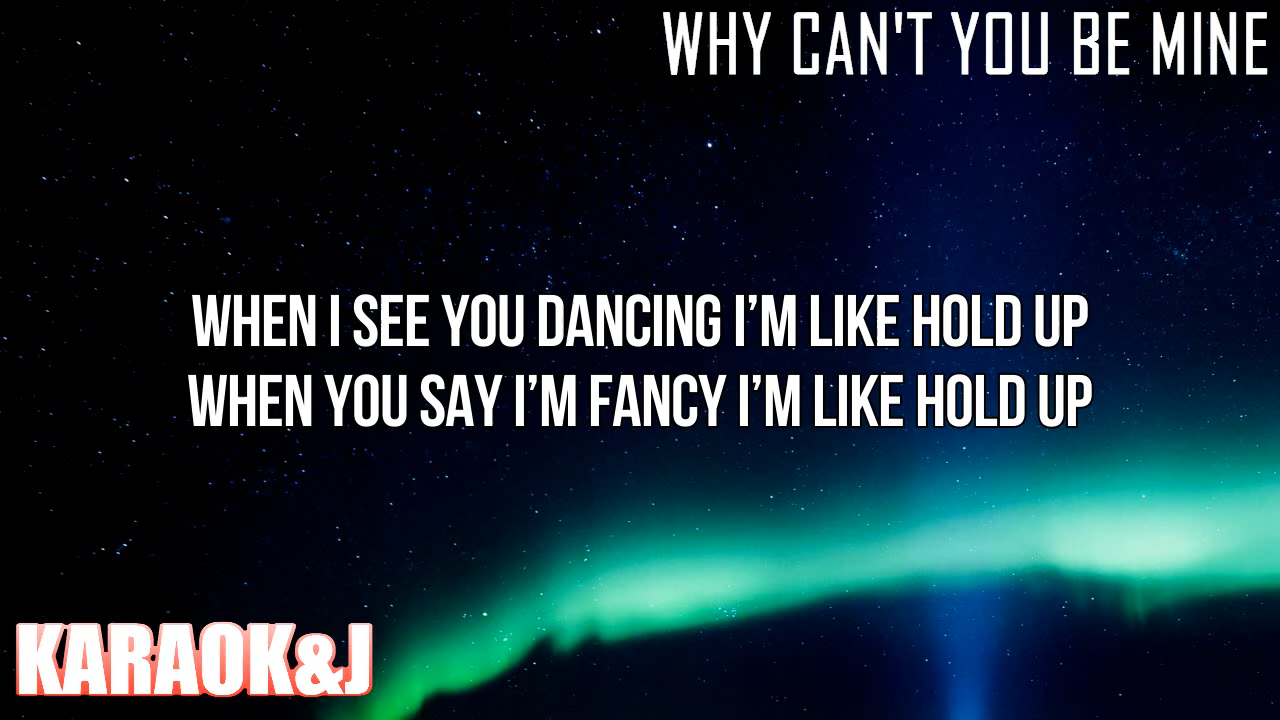 WHY CAN'T YOU BE MINE
WHEN I SEE YOU DANCING I’M LIKE HOLD UP
WHEN YOU SAY I’M FANCY I’M LIKE HOLD UP
KARAOK&J